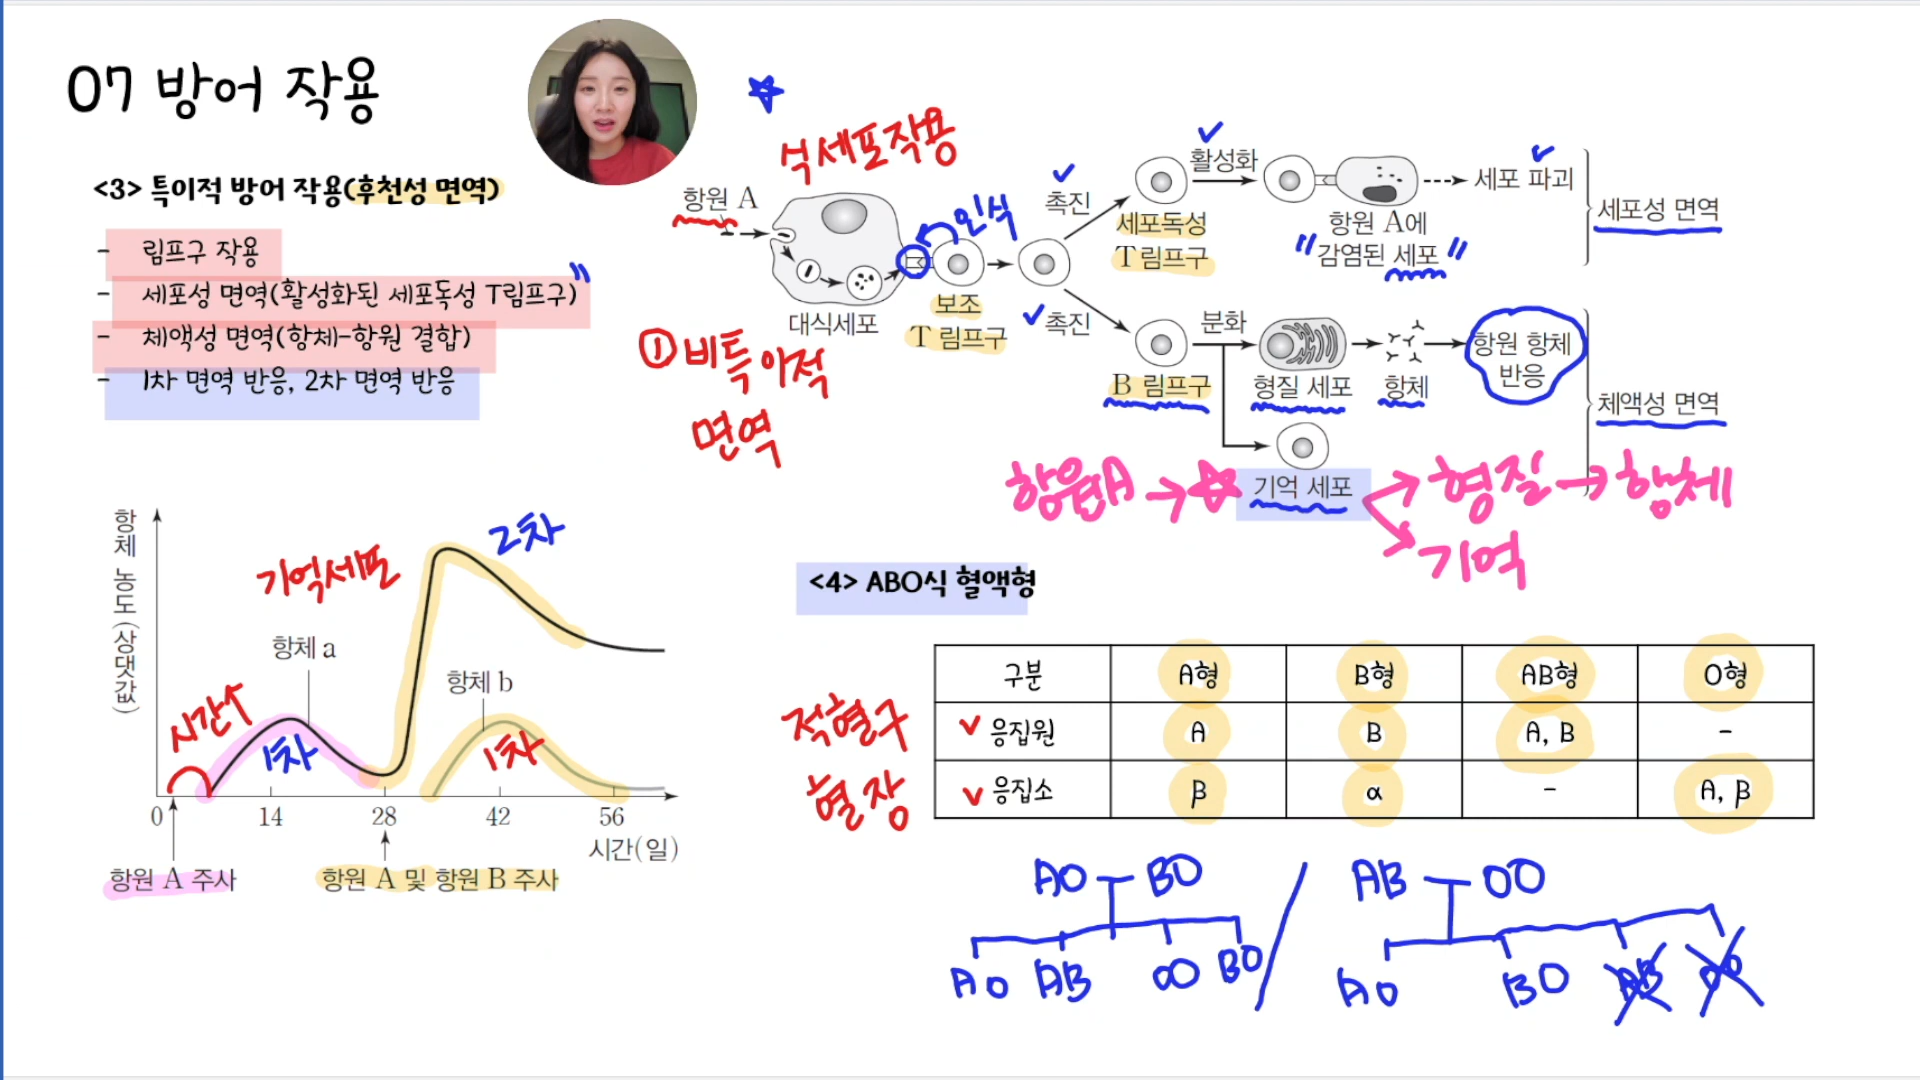 07 방어 작용
<3> 특이적 방어 작용(후천성 면역)
- 림프구 작용
- 세포성 면역(활성화된 세포독성 T림프구)"
- 체액성 면역(항체-항원 결합)
- 1차 면역 반응, 2차 면역 반응
식세포작용
항원 A
대식세포
인식
보조
T 림프구
① 비특이적
면역
촉진
촉진
세포독성
T 림프구
활성화
항원 A에
"감염된 세포"
세포 파괴
세포성 면역
B 림프구
분화
형질 세포
항체
항원 항체
반응
체액성 면역
항원A → ☆ 기억 세포 → 형질 → 항체
기억
항체 농도(상댓값)
기억세포
2차
항체 a
항체 b
시간↑
1차
1차
0 14 28 42 56
시간(일)
항원 A 주사
항원 A 및 항원 B 주사
<4> ABO식 혈액형
구분 A형 B형 AB형 O형
적혈구 ✓ 응집원 A B A, B -
혈장 ✓ 응집소 β α - A, β
AO BO / AB OO
AO AB OO BO
AO BO AB OO